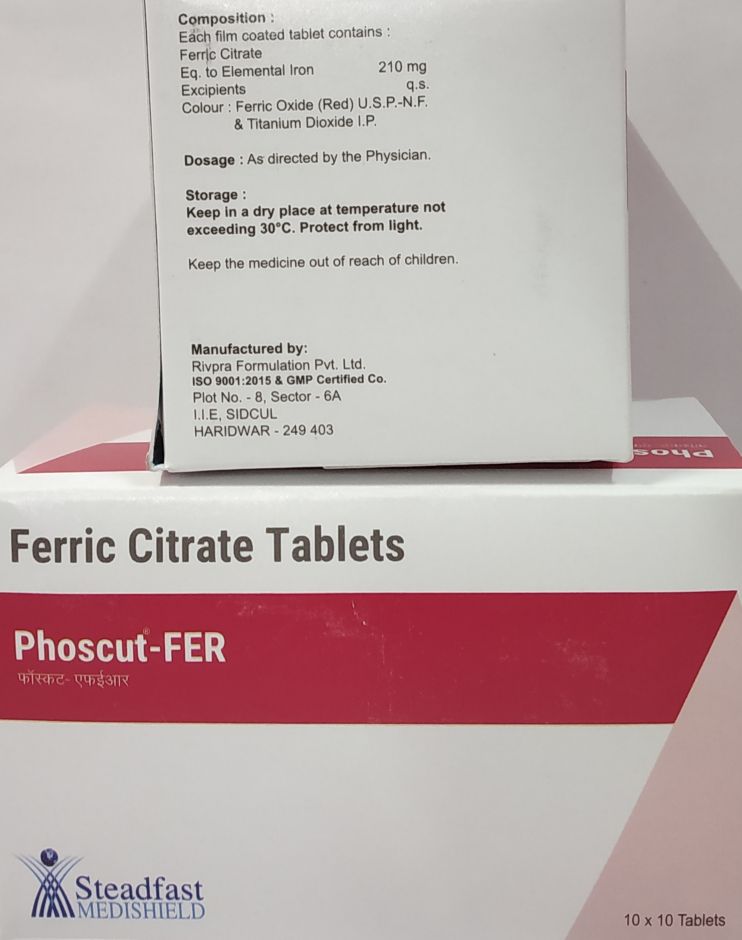 Composition :
Each film coated tablet contains :
Ferric Citrate
Eq. to Elemental Iron 210 mg
Excipients q.s.
Colour : Ferric Oxide (Red) U.S.P.-N.F.
& Titanium Dioxide I.P.
Dosage : As directed by the Physician.
Storage :
Keep in a dry place at temperature not
exceeding 30°C. Protect from light.
Keep the medicine out of reach of children.
Manufactured by:
Rivpra Formulation Pvt. Ltd.
ISO 9001:2015 & GMP Certified Co.
Plot No. - 8, Sector - 6A
I.I.E, SIDCUL
HARIDWAR - 249 403
Phos
Ferric Citrate Tablets
Phoscut®-FER
फॉस्कट- एफईआर
Steadfast
MEDISHIELD
10 x 10 Tablets